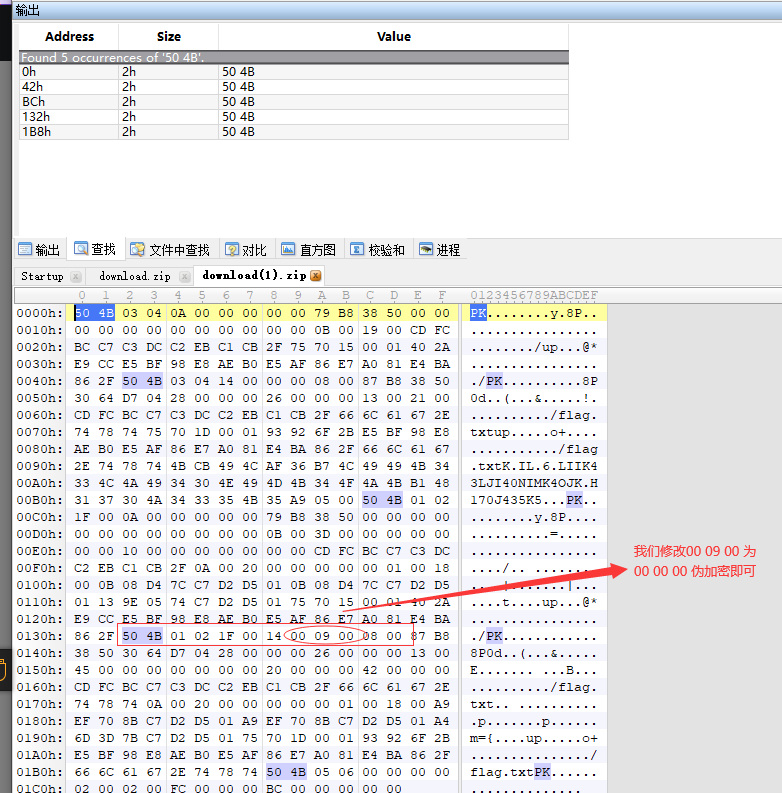 输出
Address Size Value
Found 5 occurrences of '50 4B'.
0h 2h 50 4B
42h 2h 50 4B
BCh 2h 50 4B
132h 2h 50 4B
1B8h 2h 50 4B
输出 查找 文件中查找 对比 直方图 校验和 进程
Startup download.zip download(1).zip
0 1 2 3 4 5 6 7 8 9 A B C D E F 0123456789ABCDEF
0000h: 50 4B 03 04 0A 00 00 00 00 00 79 B8 38 50 00 00 PK........y.8P..
0010h: 00 00 00 00 00 00 00 00 00 00 0B 00 19 00 CD FC ................
0020h: BC C7 C3 DC C2 EB C1 CB 2F 75 70 15 00 01 40 2A ......../up...@*
0030h: E9 CC E5 BF 98 E8 AE B0 E5 AF 86 E7 A0 81 E4 BA ................
0040h: 86 2F 50 4B 03 04 14 00 00 00 08 00 87 B8 38 50 ./PK..........8P
0050h: 30 64 D7 04 28 00 00 00 26 00 00 00 13 00 21 00 0d..(...&.....!.
0060h: CD FC BC C7 C3 DC C2 EB C1 CB 2F 66 6C 61 67 2E ........../flag.
0070h: 74 78 74 75 70 1D 00 01 93 92 6F 2B E5 BF 98 E8 txtup.....o+....
0080h: AE B0 E5 AF 86 E7 A0 81 E4 BA 86 2F 66 6C 61 67 .........../flag
0090h: 2E 74 78 74 4B CB 49 4C AF 36 B7 4C 49 49 4B 34 .txtK.IL.6.LIIK4
00A0h: 33 4C 4A 49 34 30 4E 49 4D 4B 34 4F 4A 4B B1 48 3LJI40NIMK4OJK.H
00B0h: 31 37 30 4A 34 33 35 4B 35 A9 05 00 50 4B 01 02 170J435K5...PK..
00C0h: 1F 00 0A 00 00 00 00 00 79 B8 38 50 00 00 00 00 ........y.8P....
00D0h: 00 00 00 00 00 00 00 00 0B 00 3D 00 00 00 00 00 ..........=.....
00E0h: 00 00 10 00 00 00 00 00 00 00 CD FC BC C7 C3 DC ................
00F0h: C2 EB C1 CB 2F 0A 00 20 00 00 00 00 00 01 00 18 ..../.. ........
0100h: 00 0B 08 D4 7C C7 D2 D5 01 0B 08 D4 7C C7 D2 D5 ....|.......|...
0110h: 01 13 9E 05 74 C7 D2 D5 01 75 70 15 00 01 40 2A ....t....up...@*
0120h: E9 CC E5 BF 98 E8 AE B0 E5 AF 86 E7 A0 81 E4 BA ................
0130h: 86 2F 50 4B 01 02 1F 00 14 00 09 00 08 00 87 B8 ./PK............
0140h: 38 50 30 64 D7 04 28 00 00 00 26 00 00 00 13 00 8P0d..(...&.....
0150h: 45 00 00 00 00 00 00 00 20 00 00 00 42 00 00 00 E....... ...B...
0160h: CD FC BC C7 C3 DC C2 EB C1 CB 2F 66 6C 61 67 2E ........../flag.
0170h: 74 78 74 0A 00 20 00 00 00 00 00 01 00 18 00 A9 txt.. ..........
0180h: EF 70 8B C7 D2 D5 01 A9 EF 70 8B C7 D2 D5 01 A4 .p.......p......
0190h: 6D 3D 7B C7 D2 D5 01 75 70 1D 00 01 93 92 6F 2B m={....up.....o+
01A0h: E5 BF 98 E8 AE B0 E5 AF 86 E7 A0 81 E4 BA 86 2F .............../
01B0h: 66 6C 61 67 2E 74 78 74 50 4B 05 06 00 00 00 00 flag.txtPK......
01C0h: 02 00 02 00 FC 00 00 00 BC 00 00 00 00 00 ..............
我们修改00 09 00 为
00 00 00 伪加密即可